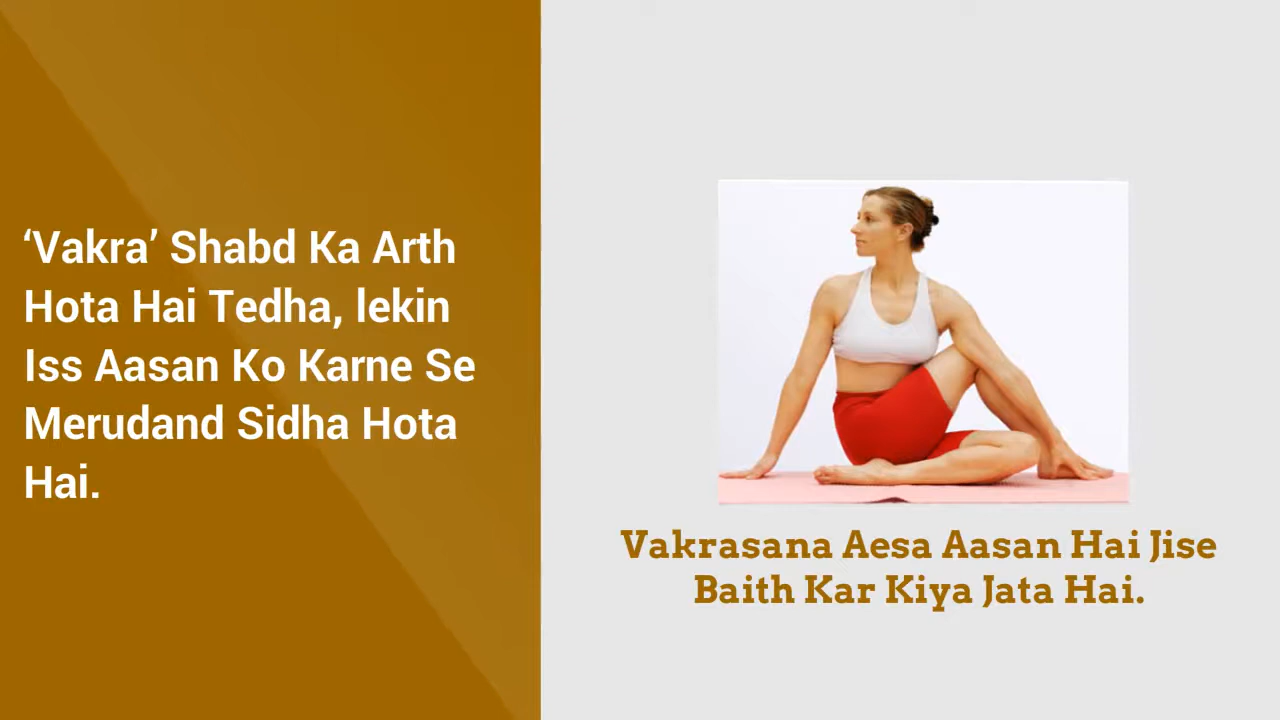 ‘Vakra’ Shabd Ka Arth
Hota Hai Tedha, lekin
Iss Aasan Ko Karne Se
Merudand Sidha Hota
Hai.
Vakrasana Aesa Aasan Hai Jise
Baith Kar Kiya Jata Hai.